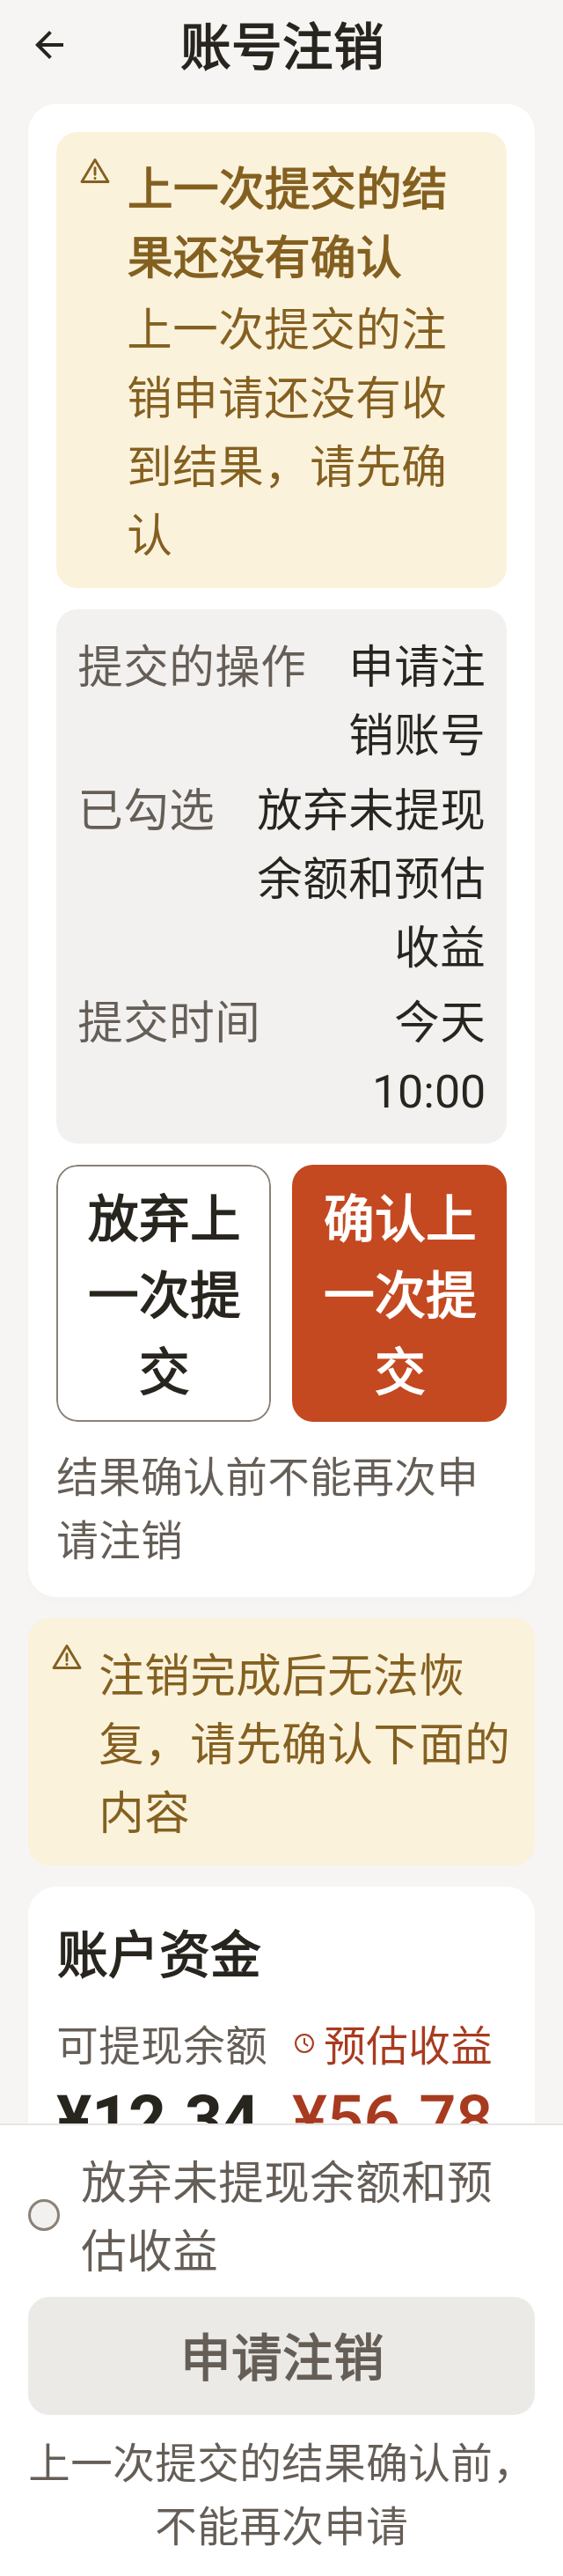 账号注销
上一次提交的结
果还没有确认
上一次提交的注
销申请还没有收
到结果，请先确
认
提交的操作 申请注
销账号
已勾选 放弃未提现
余额和预估
收益
提交时间 今天
10:00
放弃上
一次提
交
确认上
一次提
交
结果确认前不能再次申
请注销
注销完成后无法恢
复，请先确认下面的
内容
账户资金
可提现余额 预估收益
¥12.34 ¥56.78
放弃未提现余额和预
估收益
申请注销
上一次提交的结果确认前，
不能再次申请